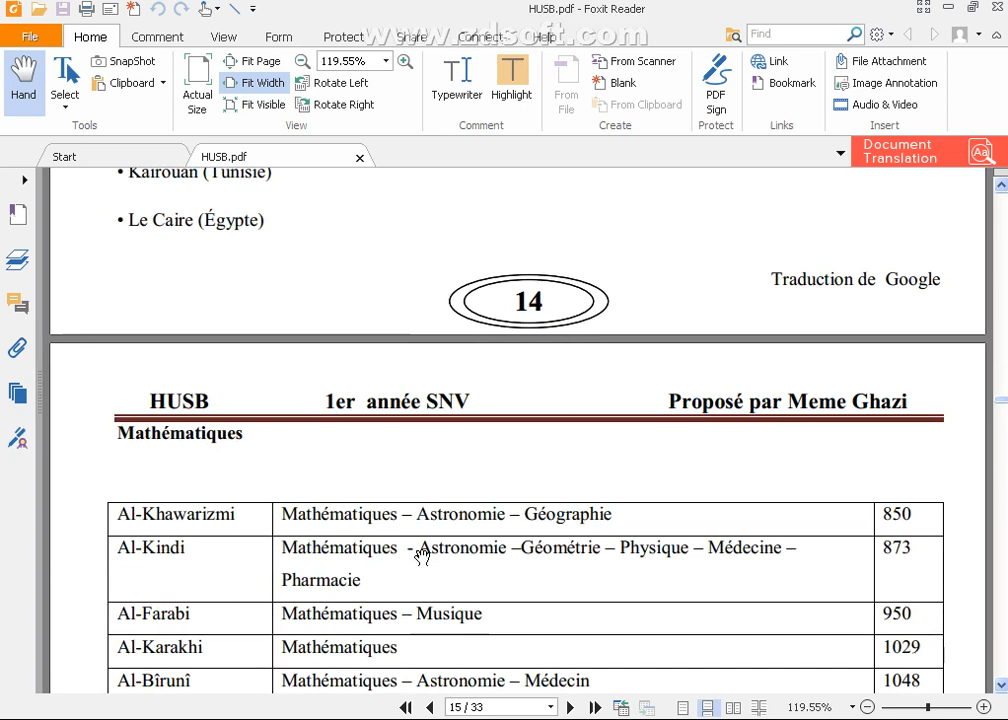 HUSB.pdf - Foxit Reader
File Home Comment View Form Protect Share Connect Help Find
www.zdsoft.com
Hand Select SnapShot Clipboard Actual Size Fit Page Fit Width Fit Visible 119.55% Rotate Left Rotate Right Typewriter Highlight From File From Scanner Blank From Clipboard PDF Sign Link Bookmark File Attachment Image Annotation Audio & Video
Tools View Comment Create Protect Links Insert
Start HUSB.pdf Document Translation
• Kairouan (Tunisie)
• Le Caire (Égypte)
Traduction de Google
14
HUSB 1er année SNV Proposé par Meme Ghazi
Mathématiques
Al-Khawarizmi Mathématiques – Astronomie – Géographie 850
Al-Kindi Mathématiques - Astronomie –Géométrie – Physique – Médecine – 873
Pharmacie
Al-Farabi Mathématiques – Musique 950
Al-Karakhi Mathématiques 1029
Al-Bîrunî Mathématiques – Astronomie – Médecin 1048
15 / 33 119.55%